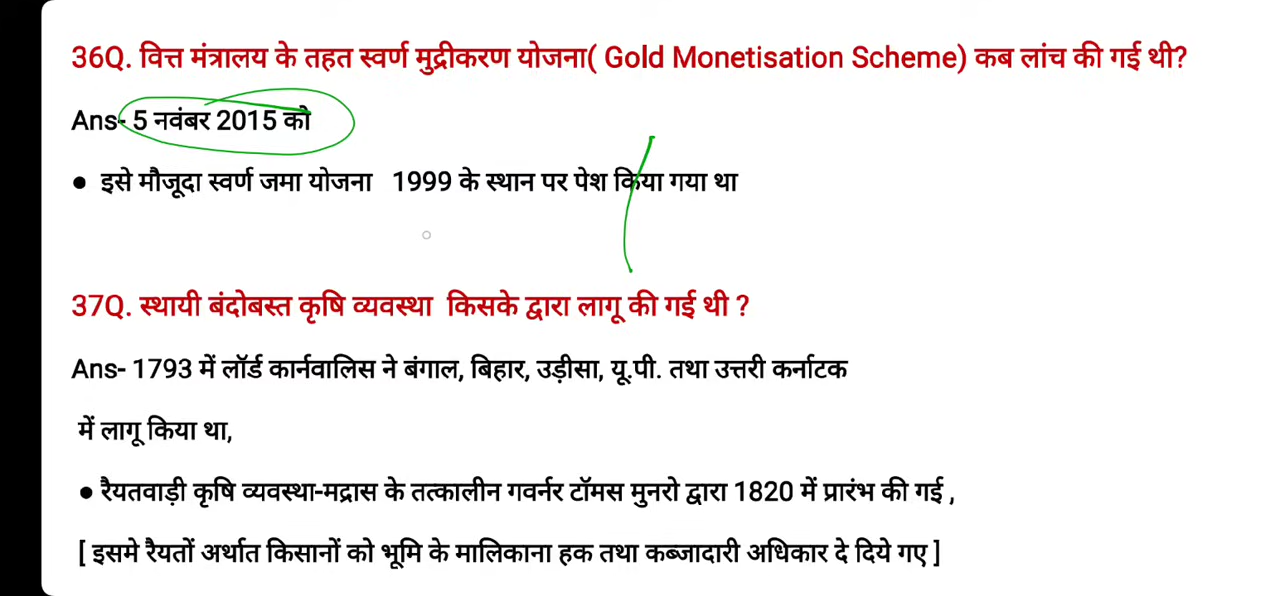 36Q. वित्त मंत्रालय के तहत स्वर्ण मुद्रीकरण योजना( Gold Monetisation Scheme) कब लांच की गई थी?
Ans- 5 नवंबर 2015 को
● इसे मौजूदा स्वर्ण जमा योजना 1999 के स्थान पर पेश किया गया था
37Q. स्थायी बंदोबस्त कृषि व्यवस्था किसके द्वारा लागू की गई थी ?
Ans- 1793 में लॉर्ड कार्नवालिस ने बंगाल, बिहार, उड़ीसा, यू.पी. तथा उत्तरी कर्नाटक
में लागू किया था,
● रैयतवाड़ी कृषि व्यवस्था-मद्रास के तत्कालीन गवर्नर टॉमस मुनरो द्वारा 1820 में प्रारंभ की गई ,
[ इसमे रैयतों अर्थात किसानों को भूमि के मालिकाना हक तथा कब्जादारी अधिकार दे दिये गए ]